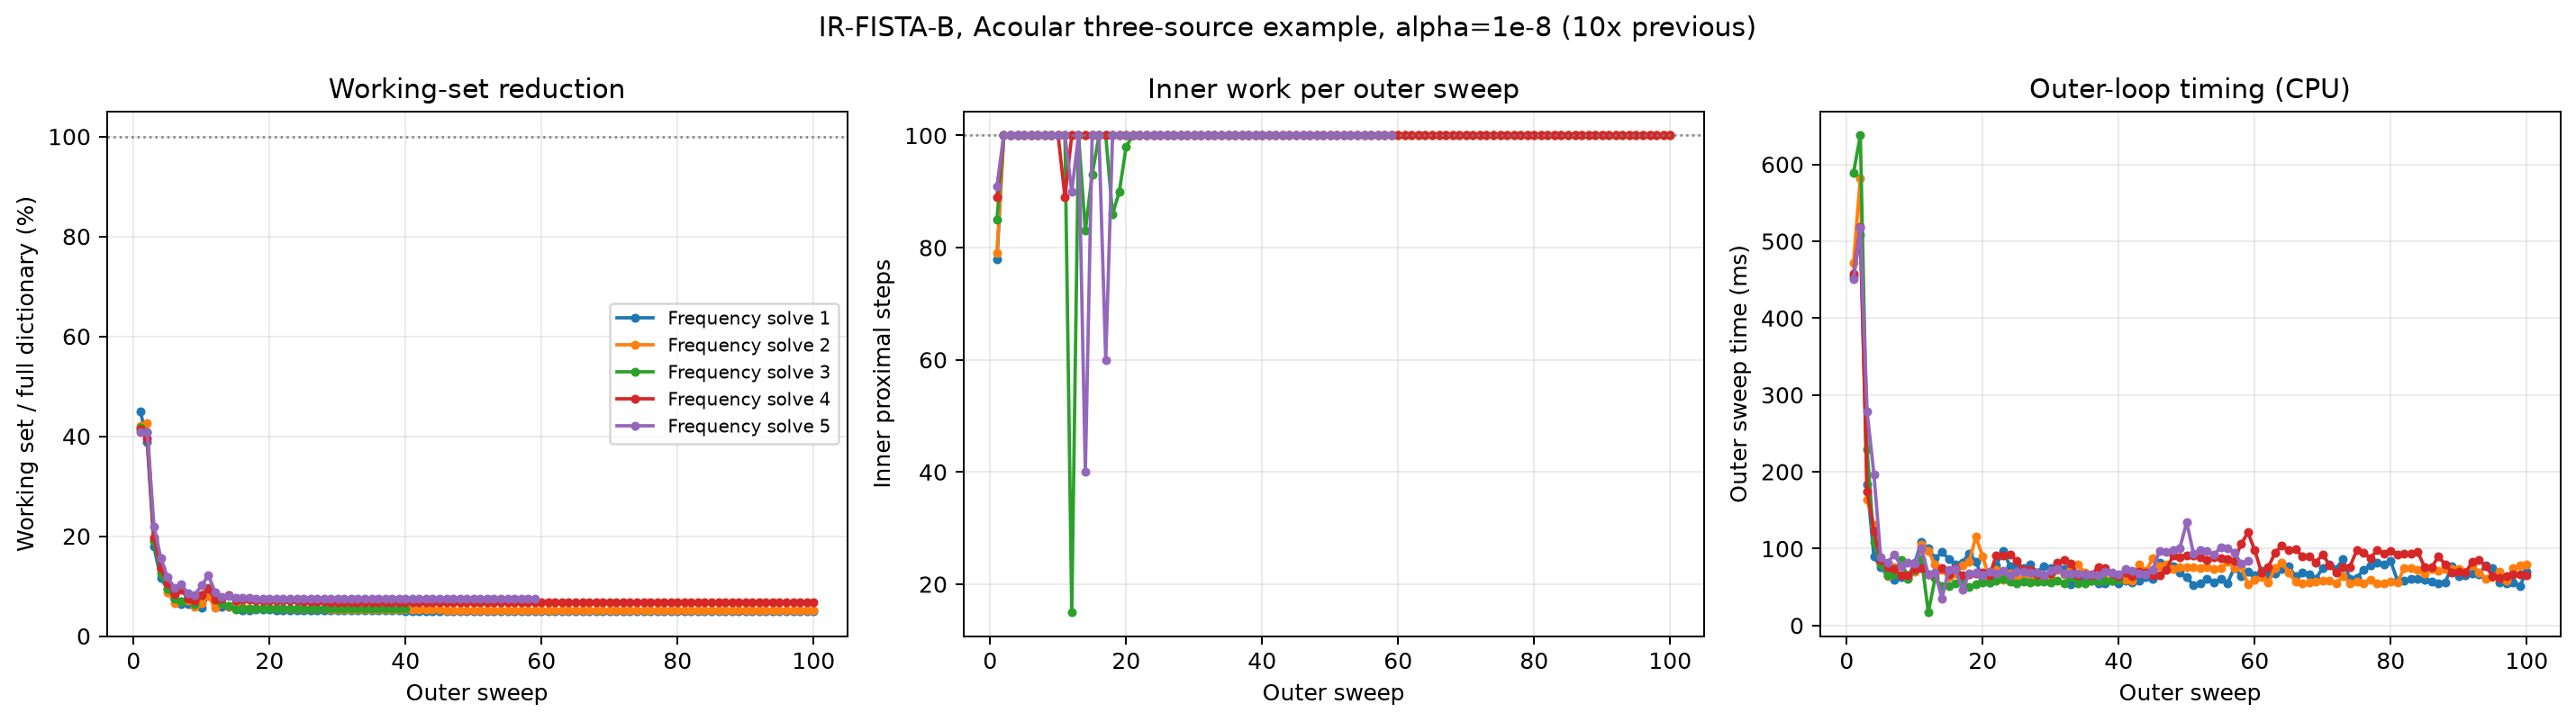 IR-FISTA-B, Acoular three-source example, alpha=1e-8 (10x previous)
Working-set reduction
Working set / full dictionary (%)
100
80
60
40
20
0
Frequency solve 1
Frequency solve 2
Frequency solve 3
Frequency solve 4
Frequency solve 5
0 20 40 60 80 100
Outer sweep
Inner work per outer sweep
Inner proximal steps
100
80
60
40
20
0 20 40 60 80 100
Outer sweep
Outer-loop timing (CPU)
Outer sweep time (ms)
600
500
400
300
200
100
0
0 20 40 60 80 100
Outer sweep